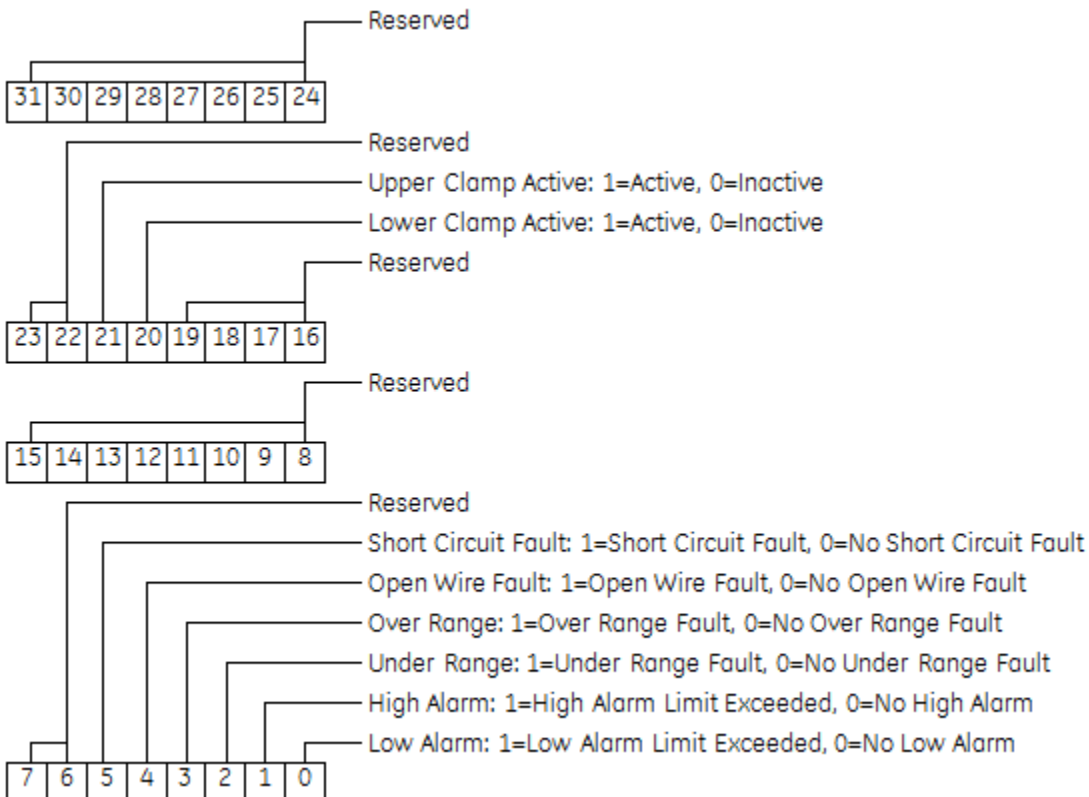 Reserved
31 30 29 28 27 26 25 24
Reserved
Upper Clamp Active: 1=Active, 0=Inactive
Lower Clamp Active: 1=Active, 0=Inactive
Reserved
23 22 21 20 19 18 17 16
Reserved
15 14 13 12 11 10 9 8
Reserved
Short Circuit Fault: 1=Short Circuit Fault, 0=No Short Circuit Fault
Open Wire Fault: 1=Open Wire Fault, 0=No Open Wire Fault
Over Range: 1=Over Range Fault, 0=No Over Range Fault
Under Range: 1=Under Range Fault, 0=No Under Range Fault
High Alarm: 1=High Alarm Limit Exceeded, 0=No High Alarm
Low Alarm: 1=Low Alarm Limit Exceeded, 0=No Low Alarm
7 6 5 4 3 2 1 0